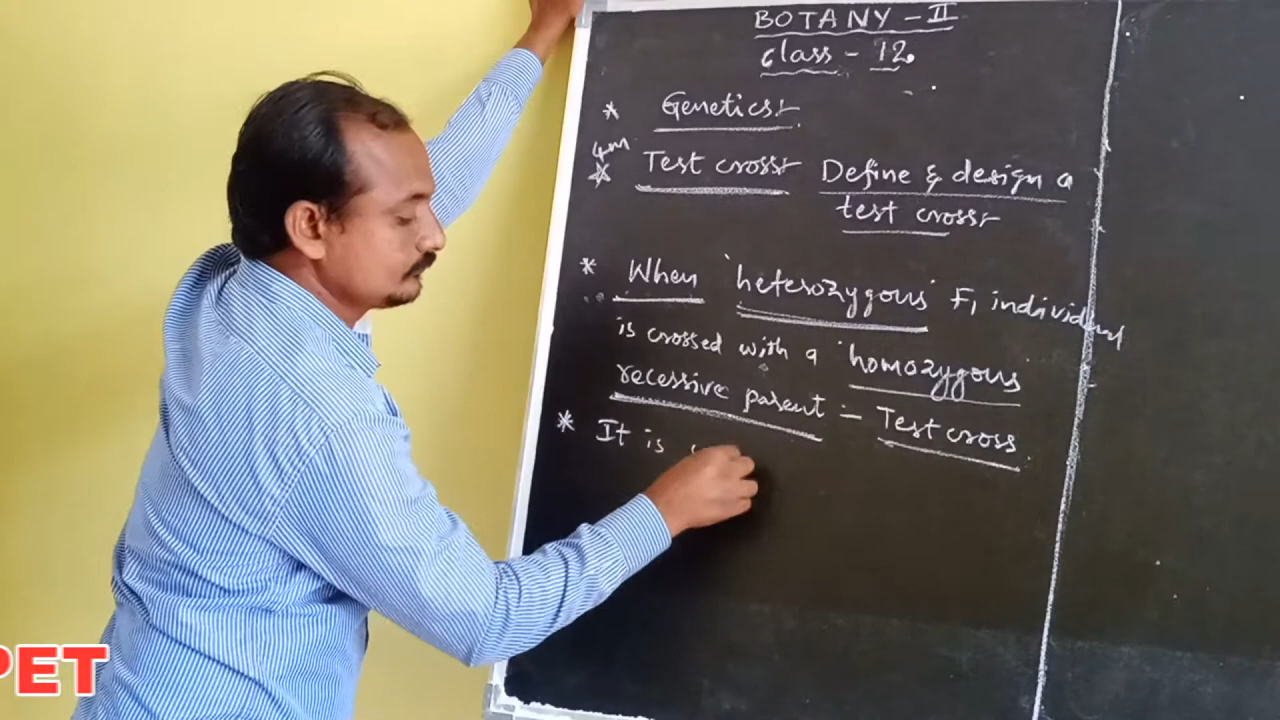 BOTANY - II
class - 12.
* Genetics:-
4m
* Test cross:- Define & design a
test cross:-
* When 'heterozygous' F1 individual
is crossed with a 'homozygous
recessive parent - Test cross.
* It is
PET